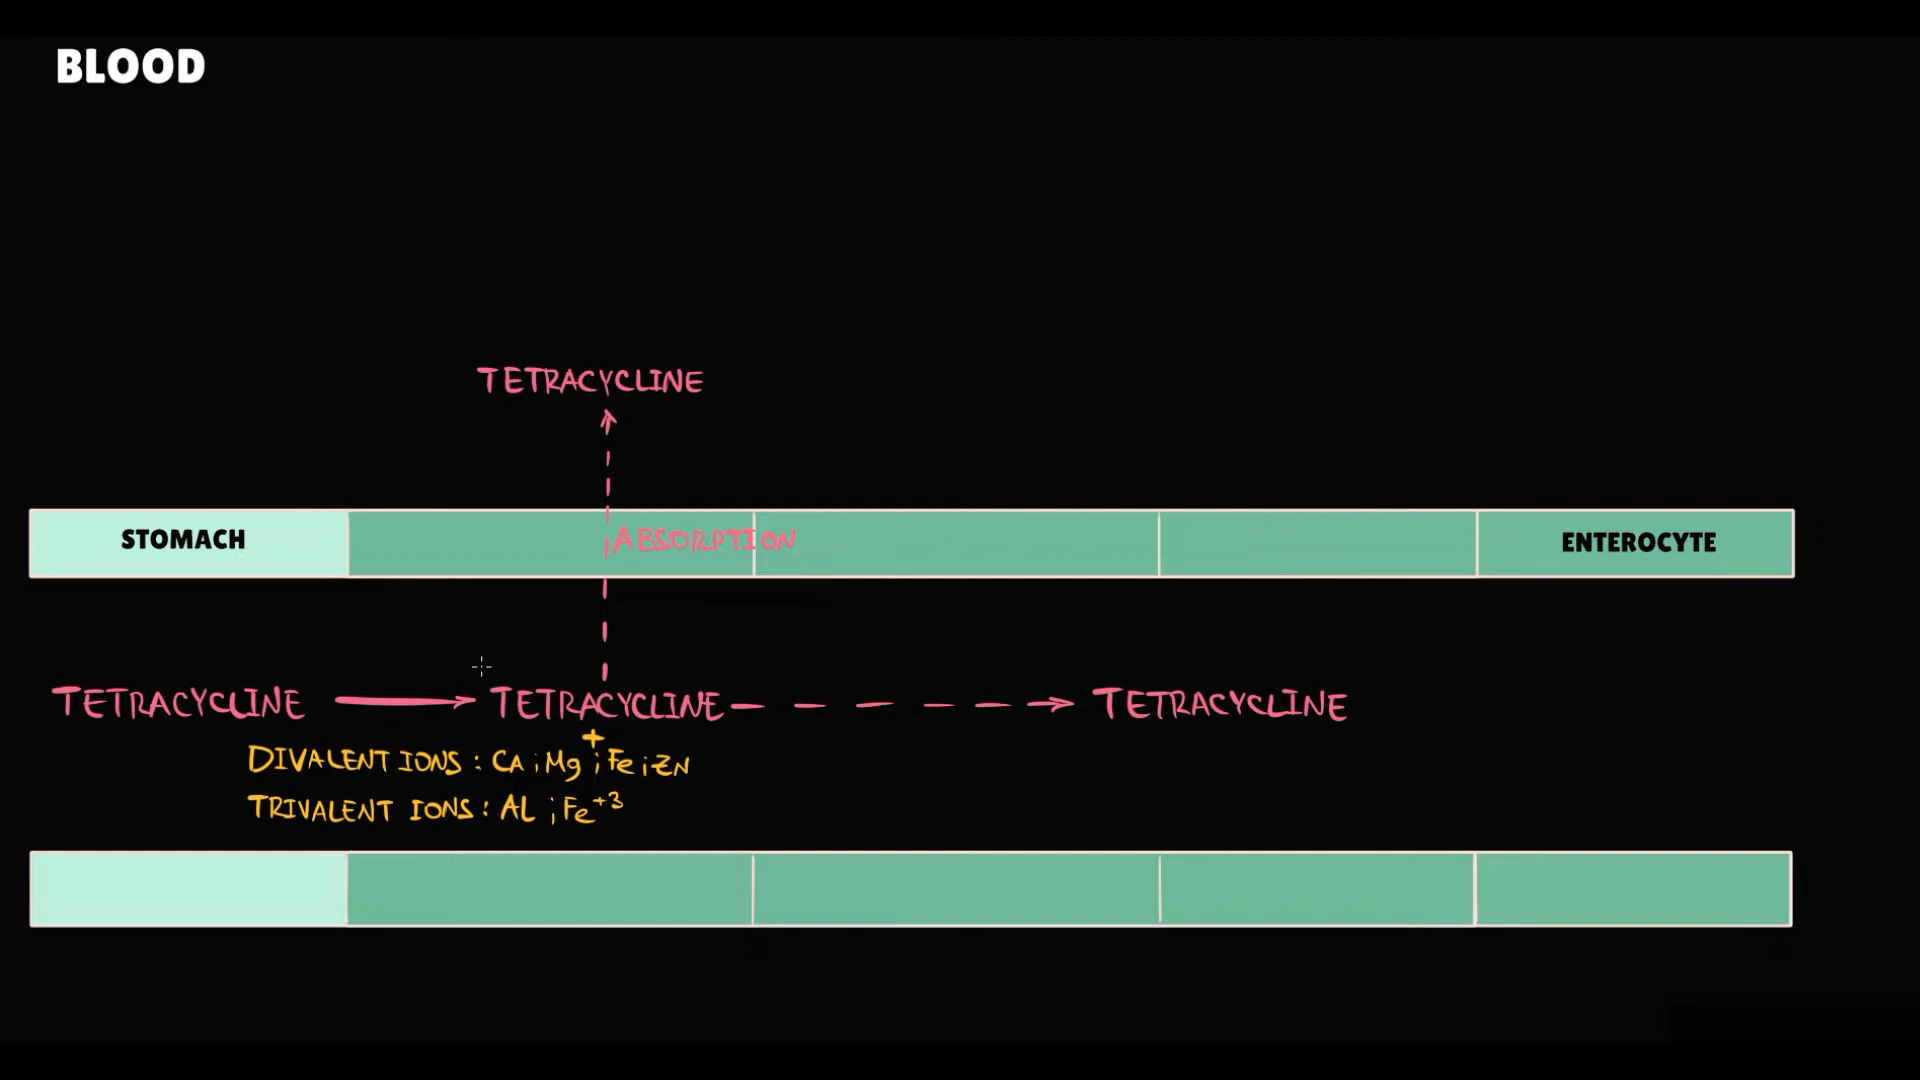 BLOOD
TETRACYCLINE
STOMACH
ABSORPTION
ENTEROCYTE
TETRACYCLINE
TETRACYCLINE
TETRACYCLINE
+
DIVALENT IONS : CA ; Mg ; Fe ; ZN
TRIVALENT IONS : AL ; Fe⁺³